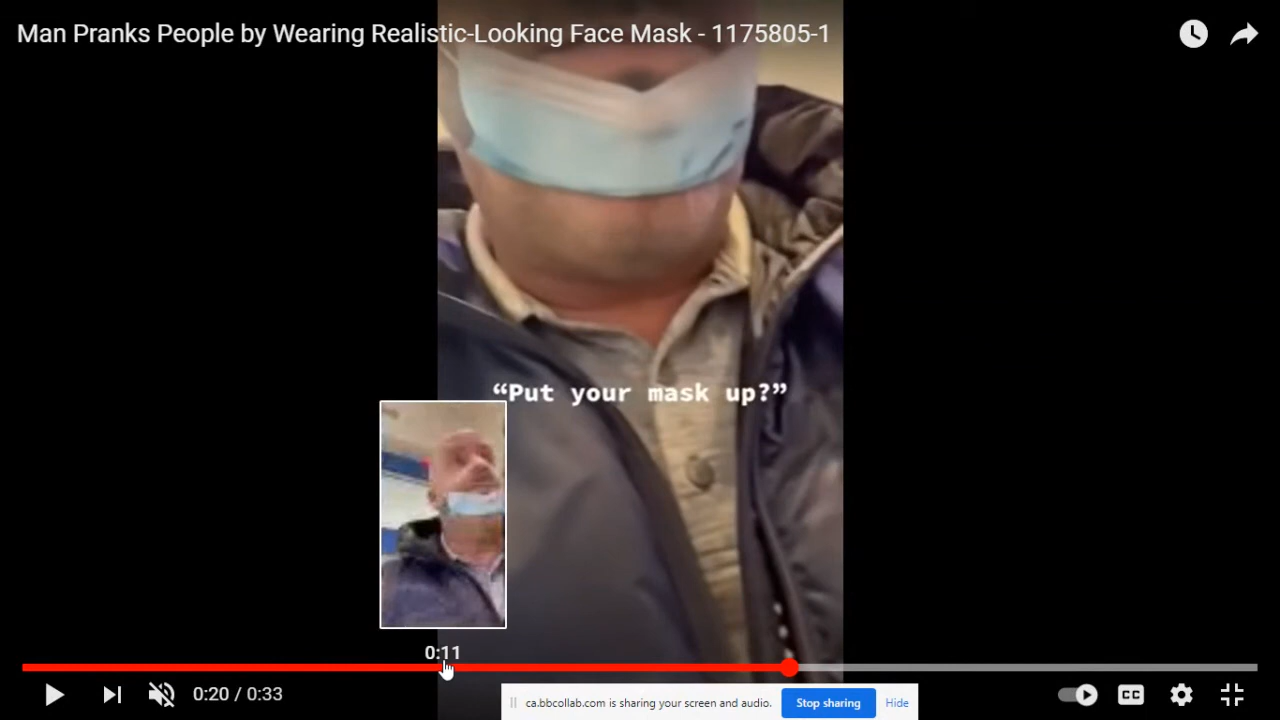 Man Pranks People by Wearing Realistic-Looking Face Mask - 1175805-1
“Put your mask up?”
0:11
0:20 / 0:33
CC
ca.bbcollab.com is sharing your screen and audio.
Stop sharing
Hide